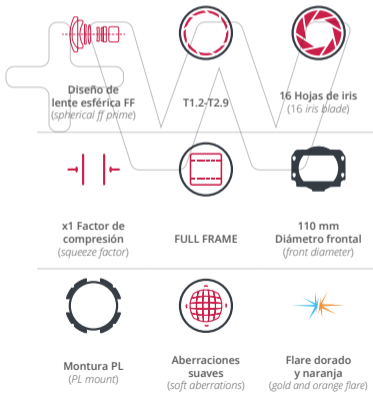 Diseño de
lente esférica FF
(spherical ff prime)
T1.2-T2.9
16 Hojas de iris
(16 iris blade)
x1 Factor de
compresión
(squeeze factor)
FULL FRAME
110 mm
Diámetro frontal
(front diameter)
Montura PL
(PL mount)
Aberraciones
suaves
(soft aberrations)
Flare dorado
y naranja
(gold and orange flare)